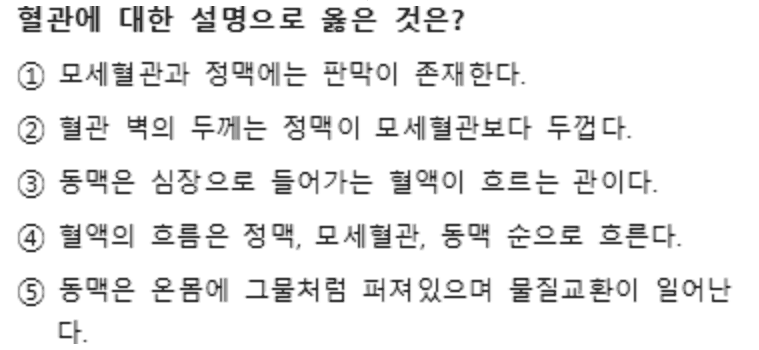 혈관에 대한 설명으로 옳은 것은?
① 모세혈관과 정맥에는 판막이 존재한다.
② 혈관 벽의 두께는 정맥이 모세혈관보다 두껍다.
③ 동맥은 심장으로 들어가는 혈액이 흐르는 관이다.
④ 혈액의 흐름은 정맥, 모세혈관, 동맥 순으로 흐른다.
⑤ 동맥은 온몸에 그물처럼 퍼져있으며 물질교환이 일어난
다.